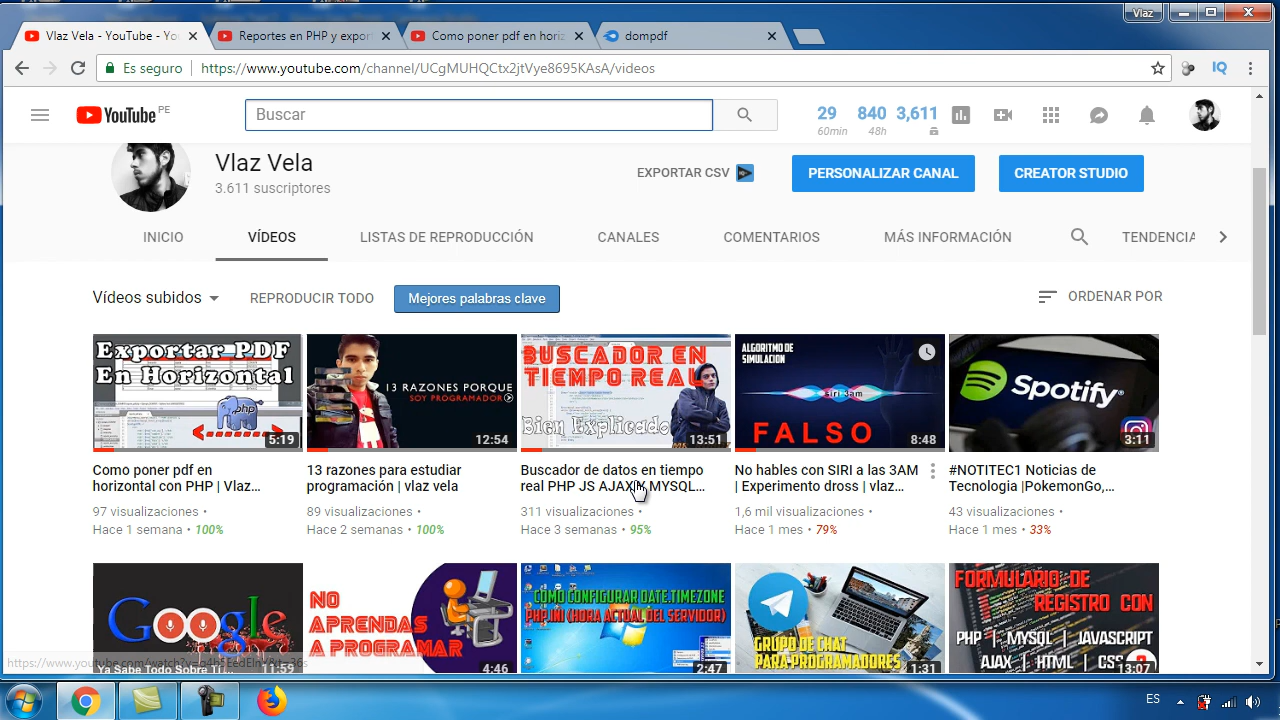 Vlaz
Vlaz Vela - YouTube - Yo
Reportes en PHP y export
Como poner pdf en horiz
dompdf
Es seguro
https://www.youtube.com/channel/UCgMUHQCtx2jtVye8695KAsA/videos
YouTube PE
Buscar
29 840 3,611
60min 48h
Vlaz Vela
3.611 suscriptores
EXPORTAR CSV
PERSONALIZAR CANAL
CREATOR STUDIO
INICIO
VÍDEOS
LISTAS DE REPRODUCCIÓN
CANALES
COMENTARIOS
MÁS INFORMACIÓN
TENDENCIA
Vídeos subidos
REPRODUCIR TODO
Mejores palabras clave
ORDENAR POR
Exportar PDF
En Horizontal
php
5:19
13 RAZONES PORQUE
SOY PROGRAMADOR
12:54
BUSCADOR EN
TIEMPO REAL
Bien Explicado
13:51
ALGORITMO DE
SIMULACION
siri 3am
FALSO
8:48
Spotify
3:11
Como poner pdf en
horizontal con PHP | Vlaz...
97 visualizaciones •
Hace 1 semana • 100%
13 razones para estudiar
programación | vlaz vela
89 visualizaciones •
Hace 2 semanas • 100%
Buscador de datos en tiempo
real PHP JS AJAX Y MYSQL...
311 visualizaciones •
Hace 3 semanas • 95%
No hables con SIRI a las 3AM
| Experimento dross | vlaz...
1,6 mil visualizaciones •
Hace 1 mes • 79%
#NOTITEC1 Noticias de
Tecnologia |PokemonGo,...
43 visualizaciones •
Hace 1 mes • 33%
Google
Ya Sabe Todo Sobre Ti...
11:59
NO
APRENDAS
A PROGRAMAR
4:46
COMO CONFIGURAR DATE.TIMEZONE
PHP.INI (HORA ACTUAL DEL SERVIDOR)
2:47
GRUPO DE CHAT
PARA PROGRAMADORES
1:31
FORMULARIO DE
REGISTRO CON
PHP | MYSQL | JAVASCRIPT
AJAX | HTML | CSS
13:07
ES